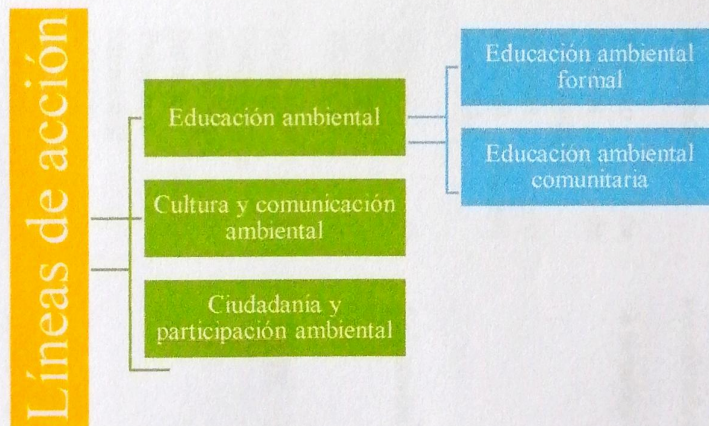 Líneas de acción
Educación ambiental
Cultura y comunicación
ambiental
Ciudadanía y
participación ambiental
Educación ambiental
formal
Educación ambiental
comunitaria